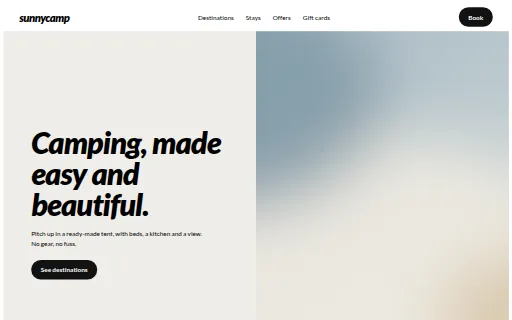 sunnycamp
Destinations Stays Offers Gift cards
Book
Camping, made
easy and
beautiful.
Pitch up in a ready-made tent, with beds, a kitchen and a view.
No gear, no fuss.
See destinations